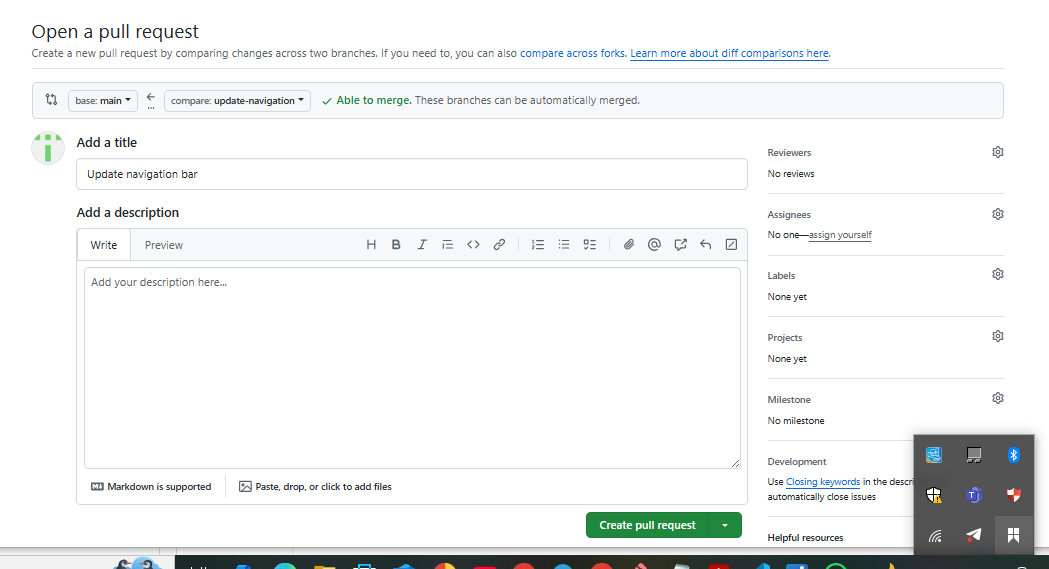 Open a pull request
Create a new pull request by comparing changes across two branches. If you need to, you can also compare across forks. Learn more about diff comparisons here.
base: main
compare: update-navigation
Able to merge. These branches can be automatically merged.
Add a title
Update navigation bar
Add a description
Write
Preview
H B I
Add your description here...
Markdown is supported
Paste, drop, or click to add files
Create pull request
Reviewers
No reviews
Assignees
No one—assign yourself
Labels
None yet
Projects
None yet
Milestone
No milestone
Development
Use Closing keywords in the descri
automatically close issues
Helpful resources